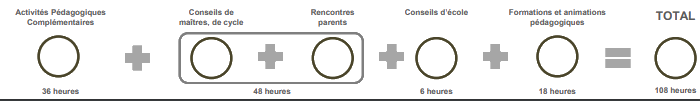 Activités Pédagogiques
Complémentaires
Conseils de
maîtres, de cycle
Rencontres
parents
Conseils d'école
Formations et animations
pédagogiques
TOTAL
36 heures
48 heures
6 heures
18 heures
108 heures